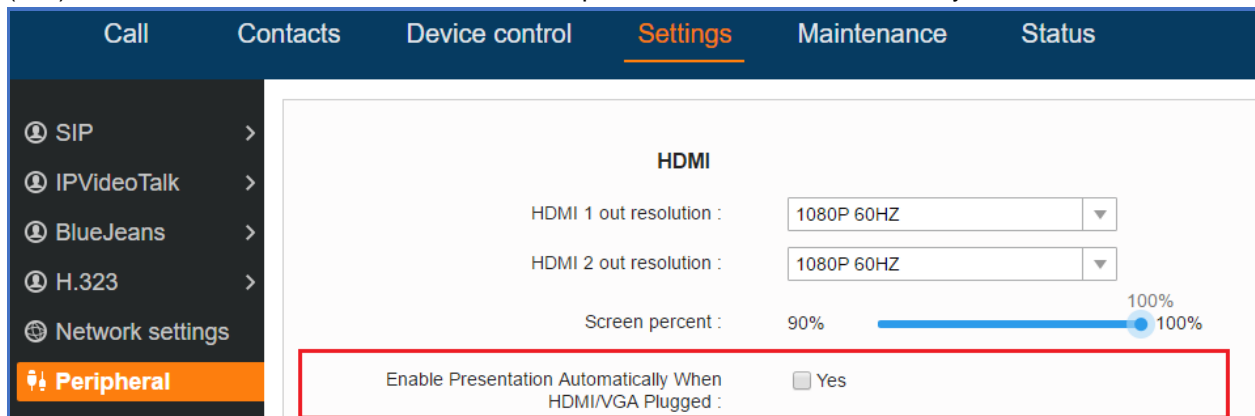 Call Contacts Device control Settings Maintenance Status
SIP
IPVideoTalk
BlueJeans
H.323
Network settings
Peripheral
HDMI
HDMI 1 out resolution : 1080P 60HZ
HDMI 2 out resolution : 1080P 60HZ
100%
Screen percent : 90% 100%
Enable Presentation Automatically When Yes
HDMI/VGA Plugged :